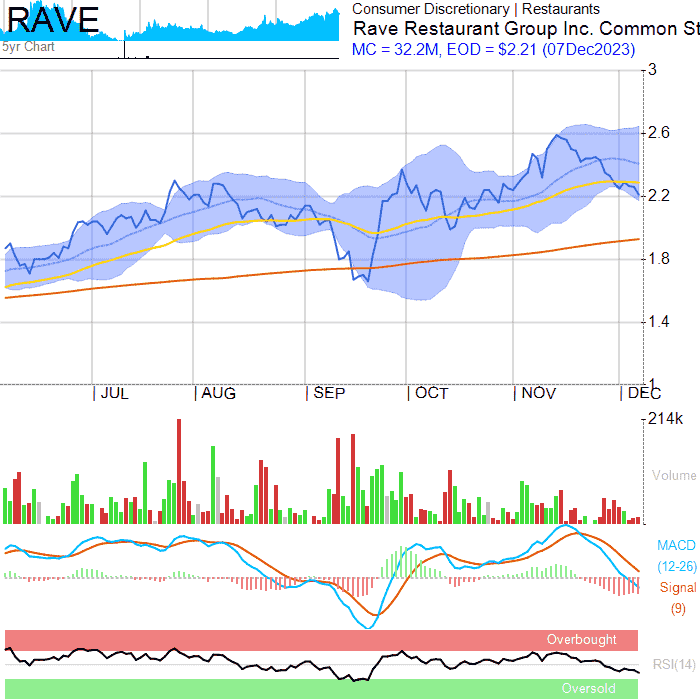 RAVE
5yr Chart
Consumer Discretionary | Restaurants
Rave Restaurant Group Inc. Common St
MC = 32.2M, EOD = $2.21 (07Dec2023)
3
2.6
2.2
1.8
1.4
1
JUL AUG SEP OCT NOV DEC
214k
Volume
MACD
(12-26)
Signal
(9)
Overbought
RSI(14)
Oversold